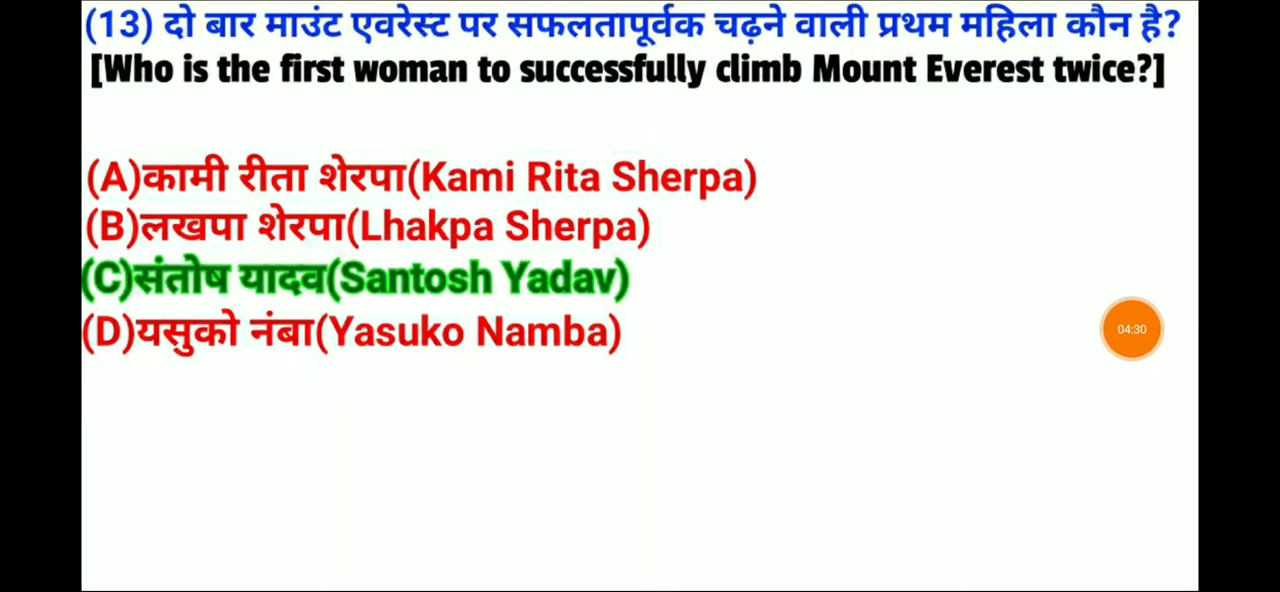 (13) दो बार माउंट एवरेस्ट पर सफलतापूर्वक चढ़ने वाली प्रथम महिला कौन है?
[Who is the first woman to successfully climb Mount Everest twice?]
(A)कामी रीता शेरपा(Kami Rita Sherpa)
(B)लखपा शेरपा(Lhakpa Sherpa)
(C)संतोष यादव(Santosh Yadav)
(D)यसुको नंबा(Yasuko Namba)
04:30